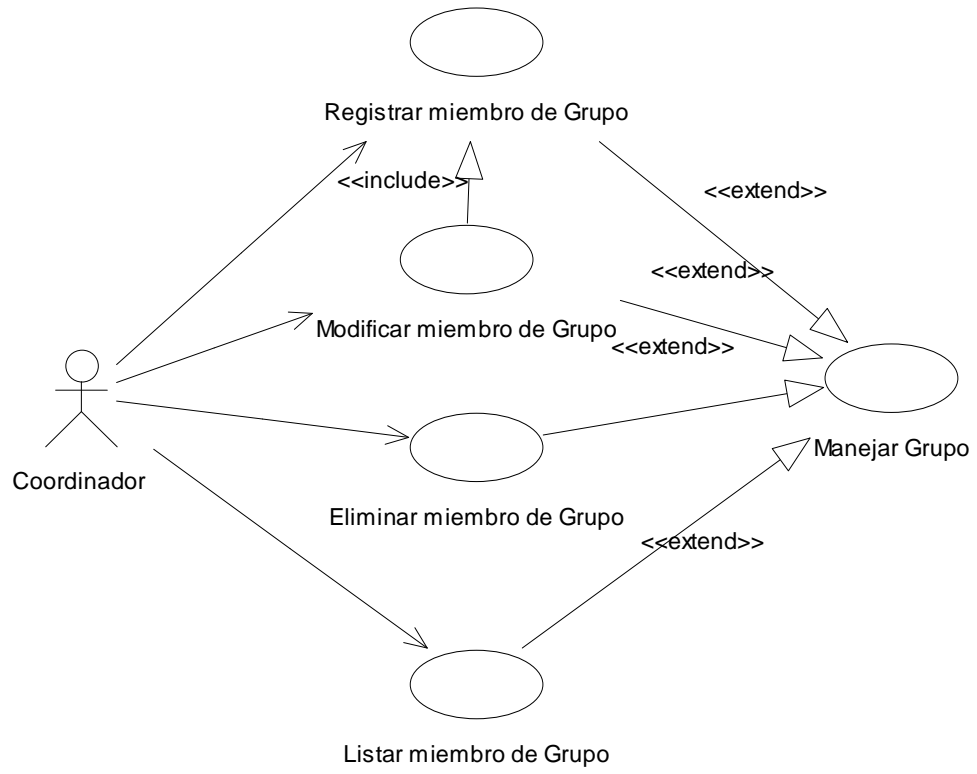 Registrar miembro de Grupo
<<include>>
<<extend>>
<<extend>>
Modificar miembro de Grupo
<<extend>>
Manejar Grupo
Coordinador
Eliminar miembro de Grupo
<<extend>>
Listar miembro de Grupo